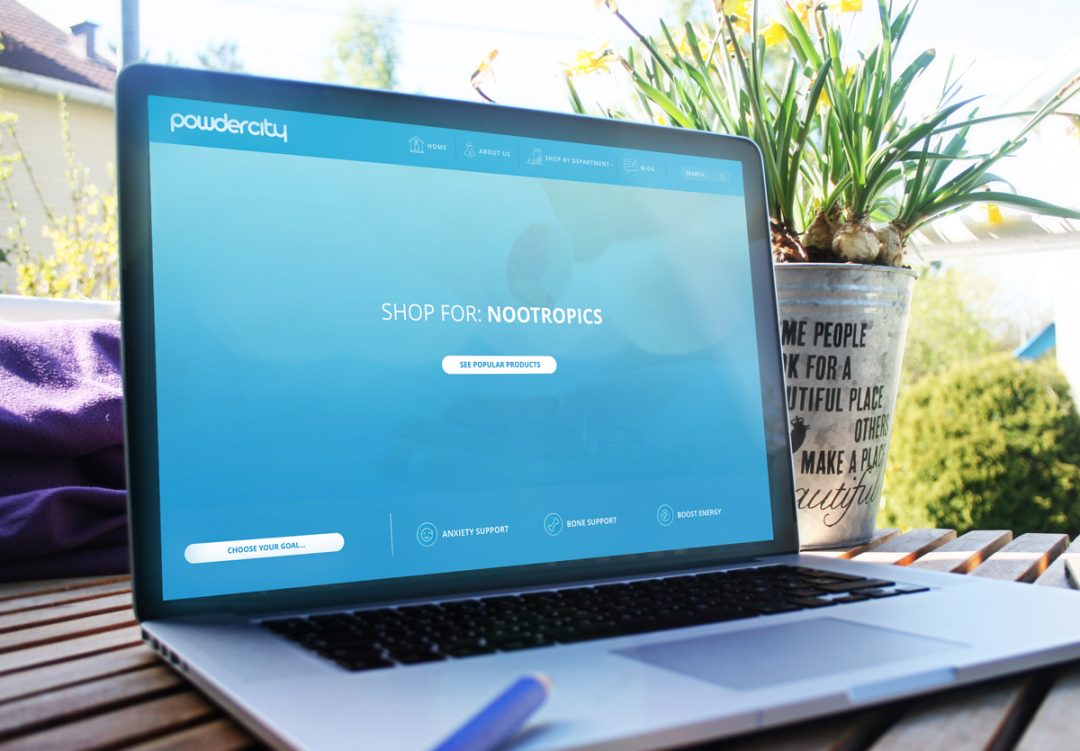 powdercity
HOME
ABOUT US
SHOP BY DEPARTMENT
BLOG
SEARCH...
SHOP FOR: NOOTROPICS
SEE POPULAR PRODUCTS
CHOOSE YOUR GOAL...
ANXIETY SUPPORT
BONE SUPPORT
BOOST ENERGY
ME PEOPLE
K FOR A
UTIFUL PLACE
OTHERS
MAKE A PLACE
autiful